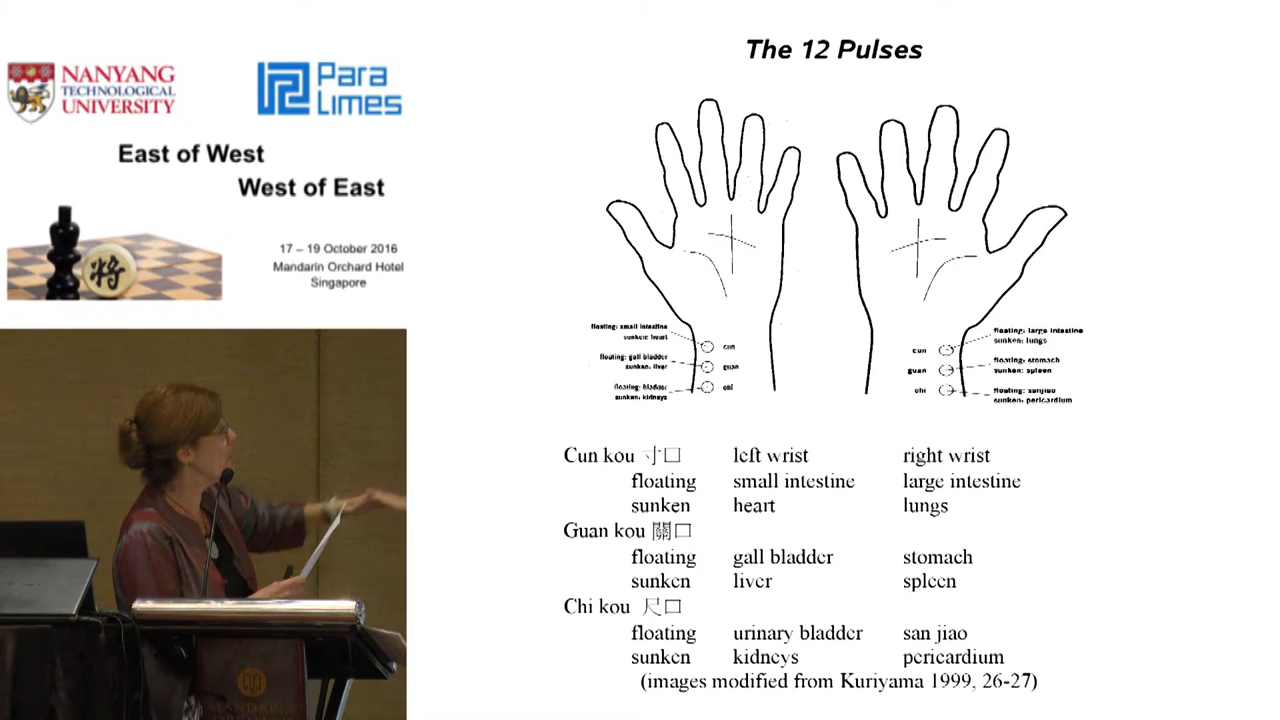 NANYANG
TECHNOLOGICAL
UNIVERSITY
Para
Limes
East of West
West of East
将
17 – 19 October 2016
Mandarin Orchard Hotel
Singapore
The 12 Pulses
floating: small intestine
sunken: heart
cun
floating: gall bladder
sunken: liver
guan
floating: bladder
sunken: kidneys
chi
floating: large intestine
sunken: lungs
cun
floating: stomach
sunken: spleen
guan
floating: sanjiao
sunken: pericardium
chi
Cun kou 寸口 left wrist right wrist
floating small intestine large intestine
sunken heart lungs
Guan kou 關口
floating gall bladder stomach
sunken liver spleen
Chi kou 尺口
floating urinary bladder san jiao
sunken kidneys pericardium
(images modified from Kuriyama 1999, 26-27)